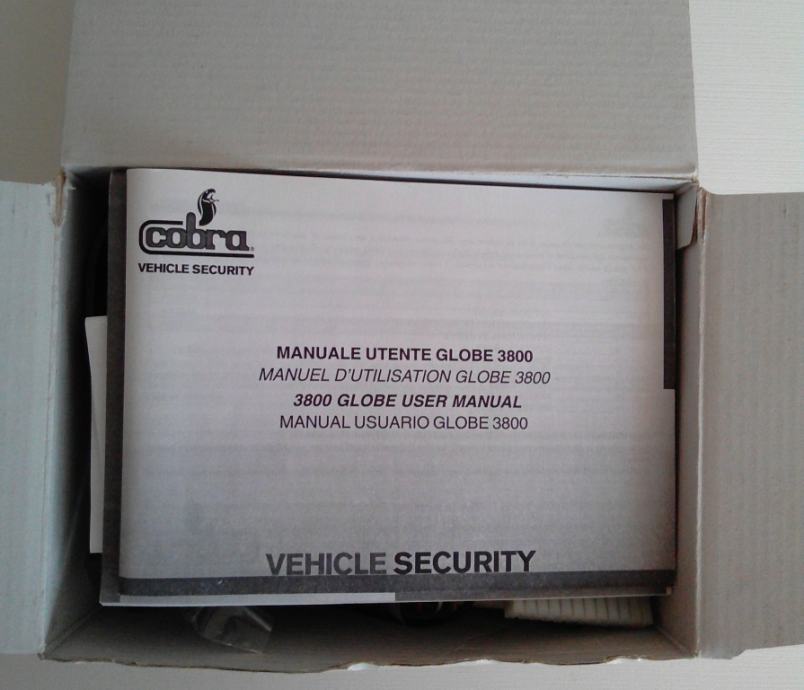 cobra
VEHICLE SECURITY
MANUALE UTENTE GLOBE 3800
MANUEL D'UTILISATION GLOBE 3800
3800 GLOBE USER MANUAL
MANUAL USUARIO GLOBE 3800
VEHICLE SECURITY